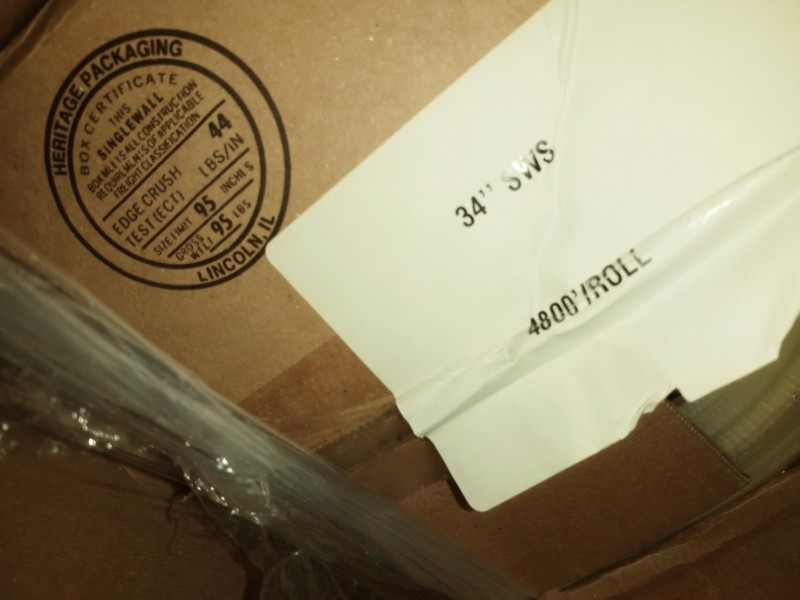 HERITAGE PACKAGING
BOX CERTIFICATE
THIS
SINGLEWALL
BOX MEETS ALL CONSTRUCTION
REQUIREMENTS OF APPLICABLE
FREIGHT CLASSIFICATION
EDGE CRUSH
TEST (ECT) 44 LBS/IN
SIZE LIMIT 95 INCHES
GROSS
WT LT 95 LBS
LINCOLN, IL
34'' SWS
4800'/ROLL